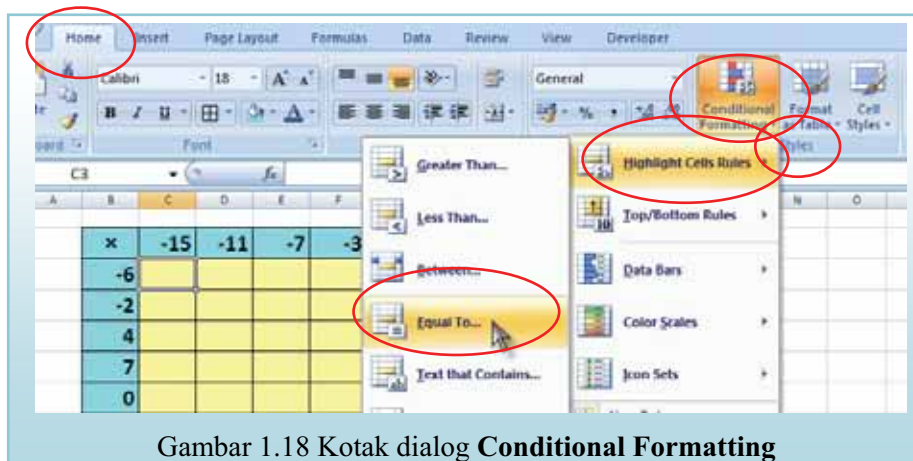 Home Insert Page Layout Formulas Data Review View Developer
Calibri 18 A A General
B I U A % Conditional Formatting Format as Table Cell Styles
Font Styles
C3 fx
A B C D E F N O
× -15 -11 -7 -3
-6
-2
4
7
0
Greater Than...
Less Than...
Between...
Equal To...
Text that Contains...
Highlight Cells Rules
Top/Bottom Rules
Data Bars
Color Scales
Icon Sets
Gambar 1.18 Kotak dialog Conditional Formatting